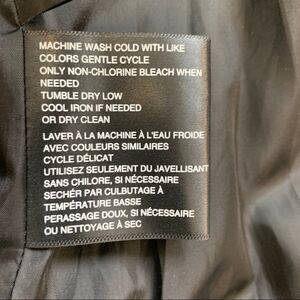 MACHINE WASH COLD WITH LIKE
COLORS GENTLE CYCLE
ONLY NON-CHLORINE BLEACH WHEN
NEEDED
TUMBLE DRY LOW
COOL IRON IF NEEDED
OR DRY CLEAN
LAVER À LA MACHINE À L'EAU FROIDE
AVEC COULEURS SIMILAIRES
CYCLE DÉLICAT
UTILISEZ SEULEMENT DU JAVELLISANT
SANS CHILORE, SI NÉCESSAIRE
SECHÉR PAR CULBUTAGE À
TEMPÉRATURE BASSE
PERASSAGE DOUX, SI NÉCESSAIRE
OU NETTOYAGE À SEC